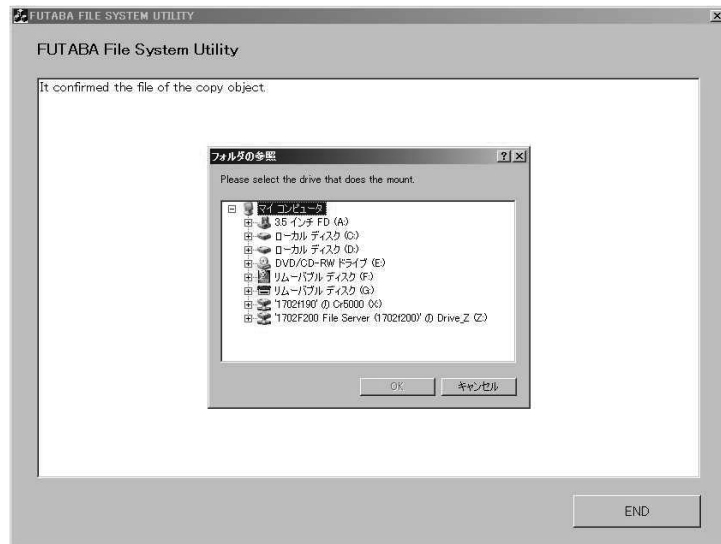 FUTABA FILE SYSTEM UTILITY
FUTABA File System Utility
It confirmed the file of the copy object.
フォルダの参照
Please select the drive that does the mount.
マイ コンピュータ
3.5 インチ FD (A:)
ローカル ディスク (C:)
ローカル ディスク (D:)
DVD/CD-RW ドライブ (E:)
リムーバブル ディスク (F:)
リムーバブル ディスク (G:)
'1702f190' の Cr5000 (X:)
'1702F200 File Server (1702f200)' の Drive_Z (Z:)
OK
キャンセル
END